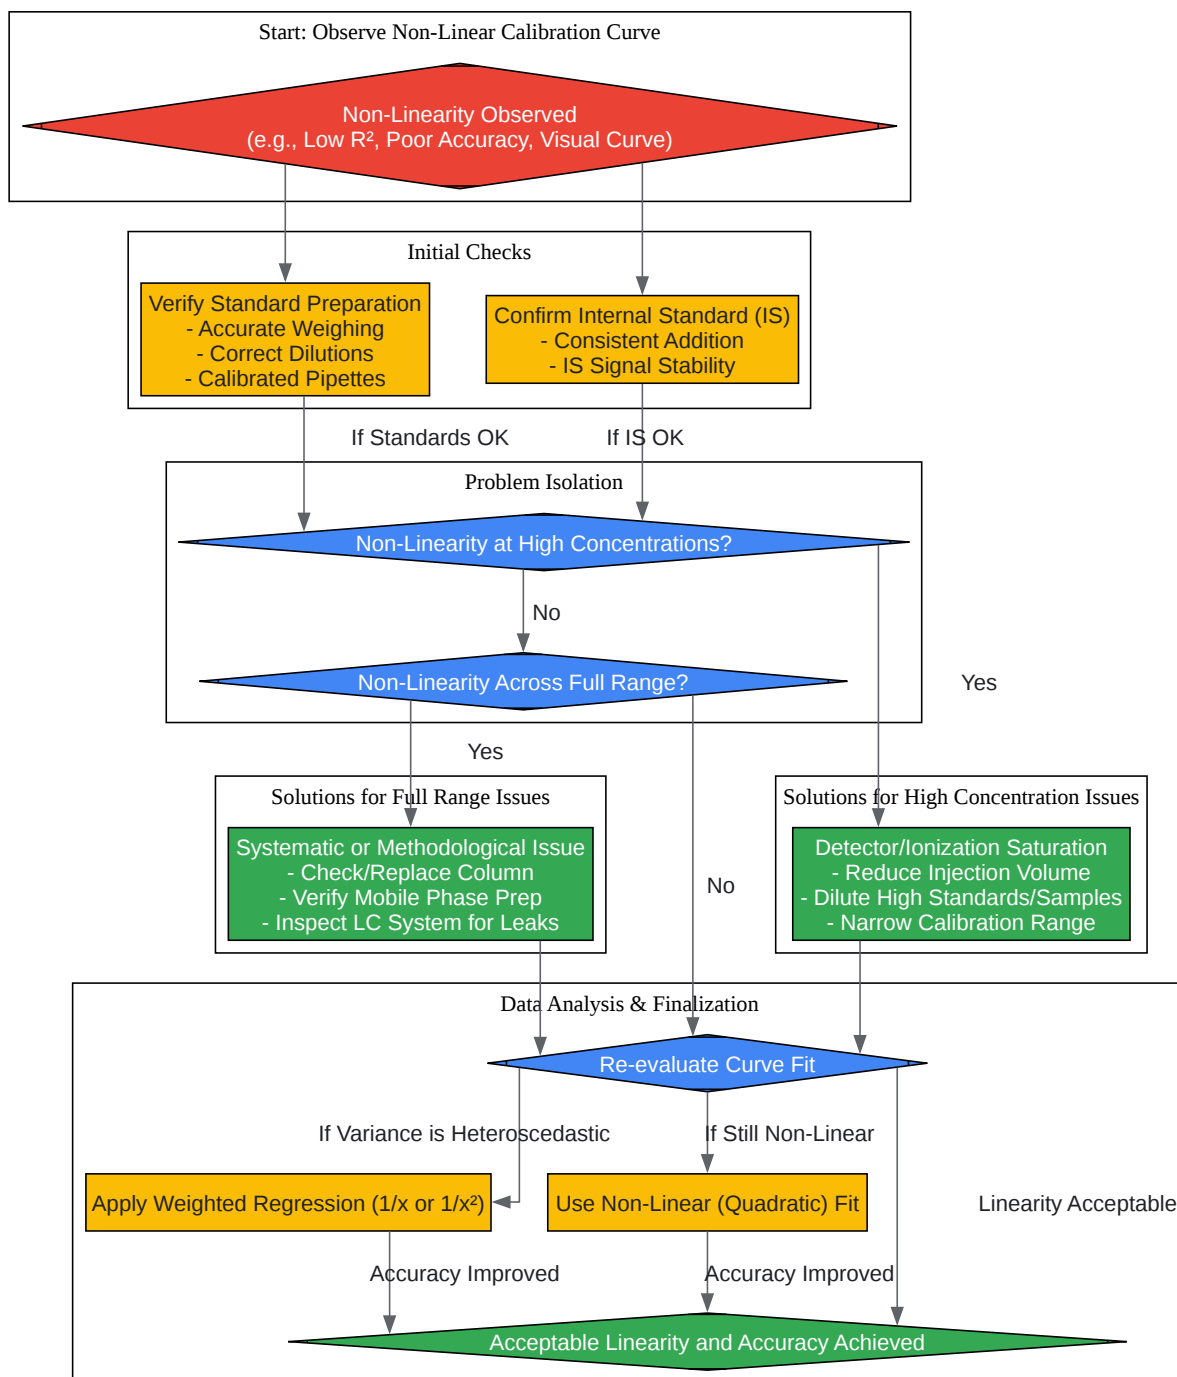 Start: Observe Non-Linear Calibration Curve
Non-Linearity Observed
(e.g., Low R², Poor Accuracy, Visual Curve)
Initial Checks
Verify Standard Preparation
- Accurate Weighing
- Correct Dilutions
- Calibrated Pipettes
Confirm Internal Standard (IS)
- Consistent Addition
- IS Signal Stability
If Standards OK
If IS OK
Problem Isolation
Non-Linearity at High Concentrations?
No
Non-Linearity Across Full Range?
Yes
Yes
Solutions for Full Range Issues
Systematic or Methodological Issue
- Check/Replace Column
- Verify Mobile Phase Prep
- Inspect LC System for Leaks
No
Solutions for High Concentration Issues
Detector/Ionization Saturation
- Reduce Injection Volume
- Dilute High Standards/Samples
- Narrow Calibration Range
Data Analysis & Finalization
Re-evaluate Curve Fit
If Variance is Heteroscedastic
If Still Non-Linear
Apply Weighted Regression (1/x or 1/x²)
Use Non-Linear (Quadratic) Fit
Linearity Acceptable
Accuracy Improved
Accuracy Improved
Acceptable Linearity and Accuracy Achieved